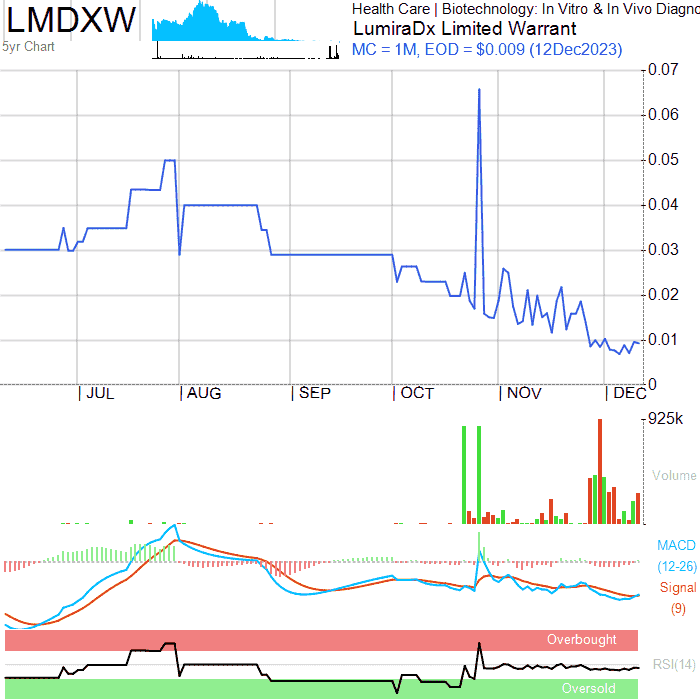 LMDXW
5yr Chart
Health Care | Biotechnology: In Vitro & In Vivo Diagno
LumiraDx Limited Warrant
MC = 1M, EOD = $0.009 (12Dec2023)
0.07
0.06
0.05
0.04
0.03
0.02
0.01
0
| JUL
| AUG
| SEP
| OCT
| NOV
| DEC
925k
Volume
MACD
(12-26)
Signal
(9)
Overbought
RSI(14)
Oversold